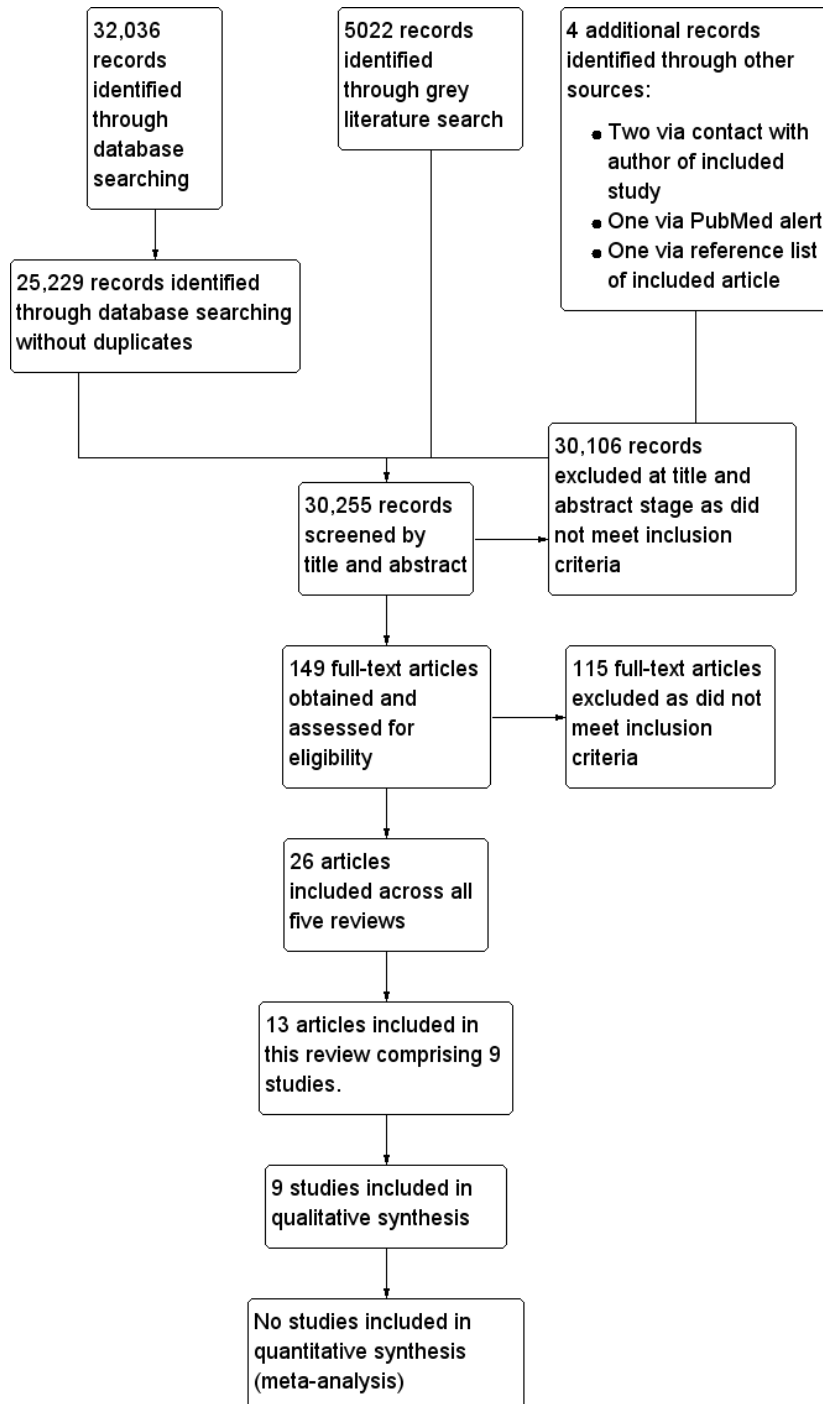 32,036
records
identified
through
database
searching
5022 records
identified
through grey
literature search
4 additional records
identified through other
sources:
● Two via contact with
author of included
study
● One via PubMed alert
● One via reference list
of included article
25,229 records identified
through database searching
without duplicates
30,255 records
screened by
title and abstract
30,106 records
excluded at title and
abstract stage as did
not meet inclusion
criteria
149 full-text articles
obtained and
assessed for
eligibility
115 full-text articles
excluded as did not
meet inclusion
criteria
26 articles
included across all
five reviews
13 articles included in
this review comprising 9
studies.
9 studies included in
qualitative synthesis
No studies included in
quantitative synthesis
(meta-analysis)